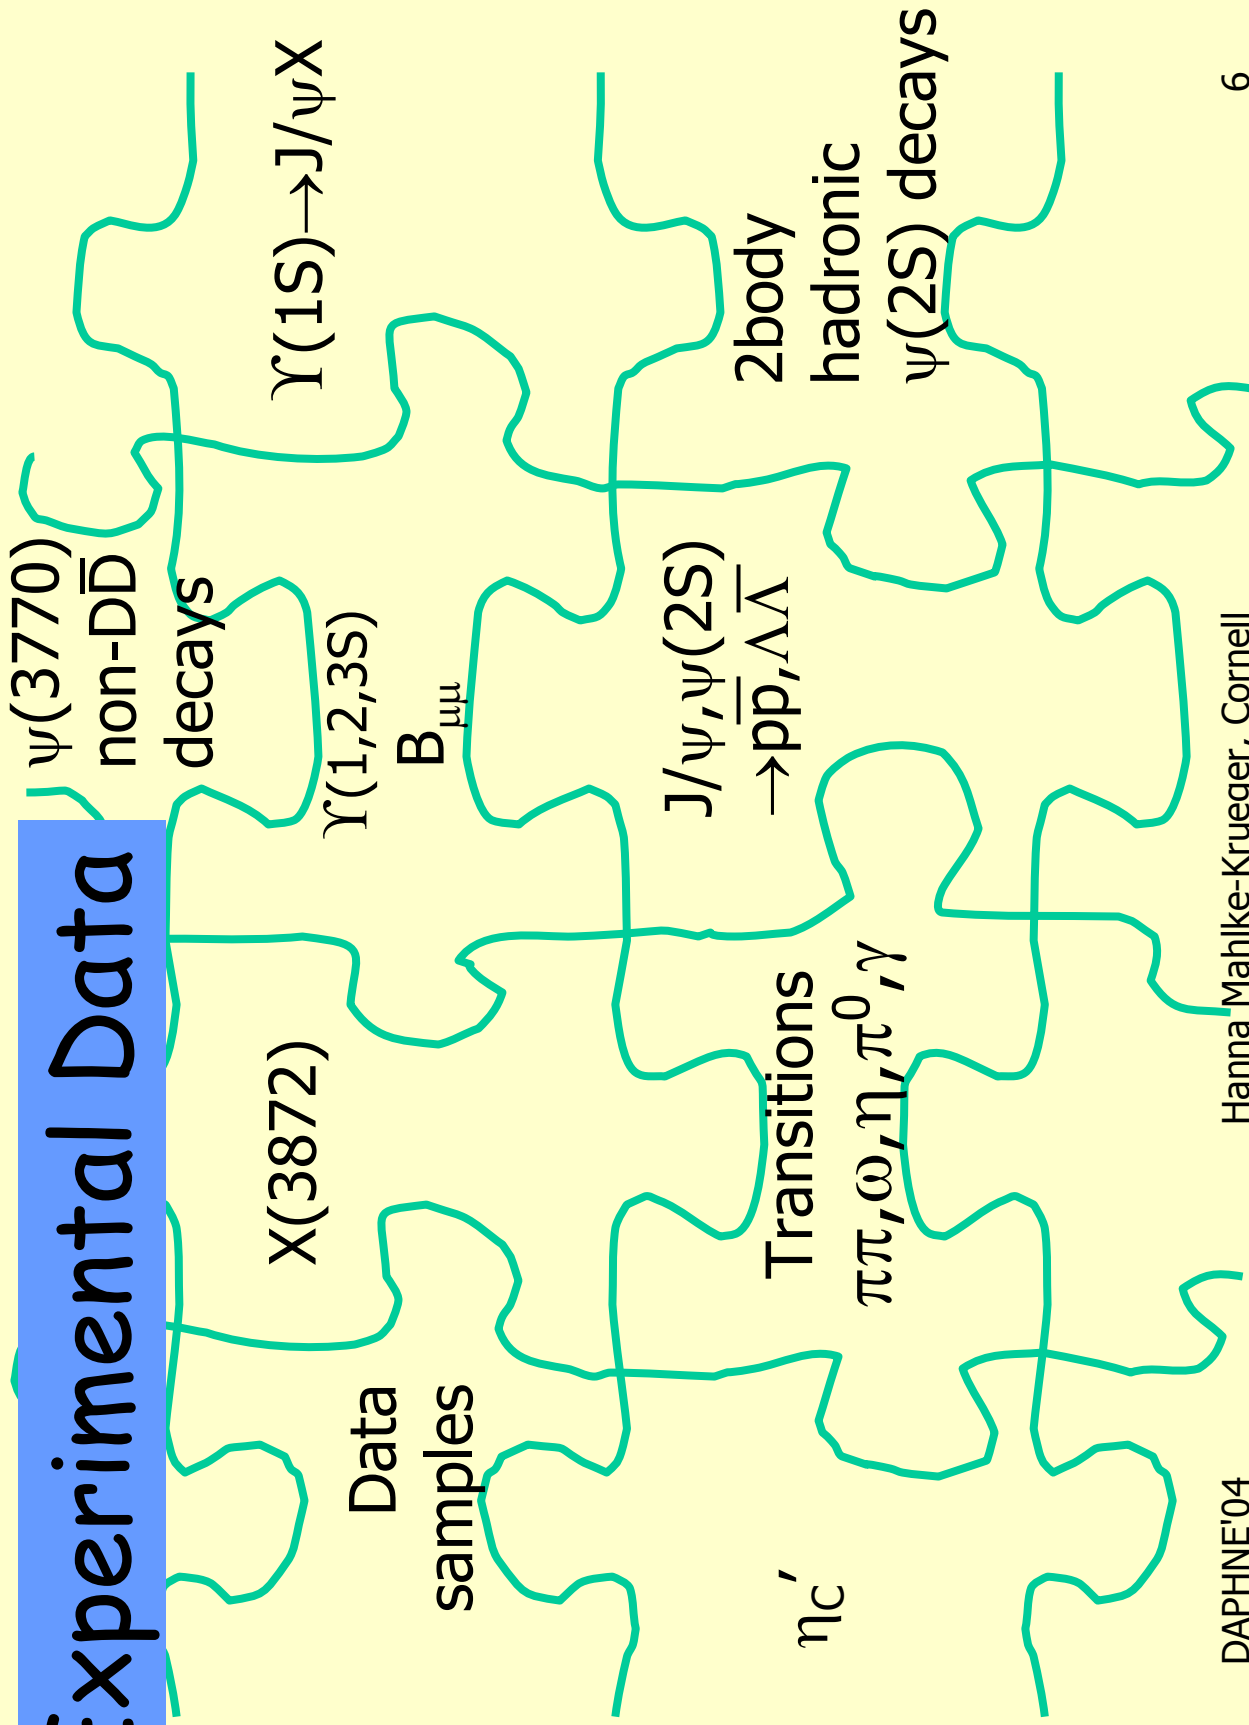 Experimental Data
ψ(3770)
non-DD̅
decays
Data
samples
X(3872)
ϒ(1,2,3S)
Bμμ
ϒ(1S)→J/ψX
ηC’
Transitions
ππ,ω,η,π⁰,γ
J/ψ,ψ(2S)
→p̅p,ΛΛ̅
2body
hadronic
ψ(2S) decays
DAPHNE'04
Hanna Mahlke-Krueger, Cornell
6